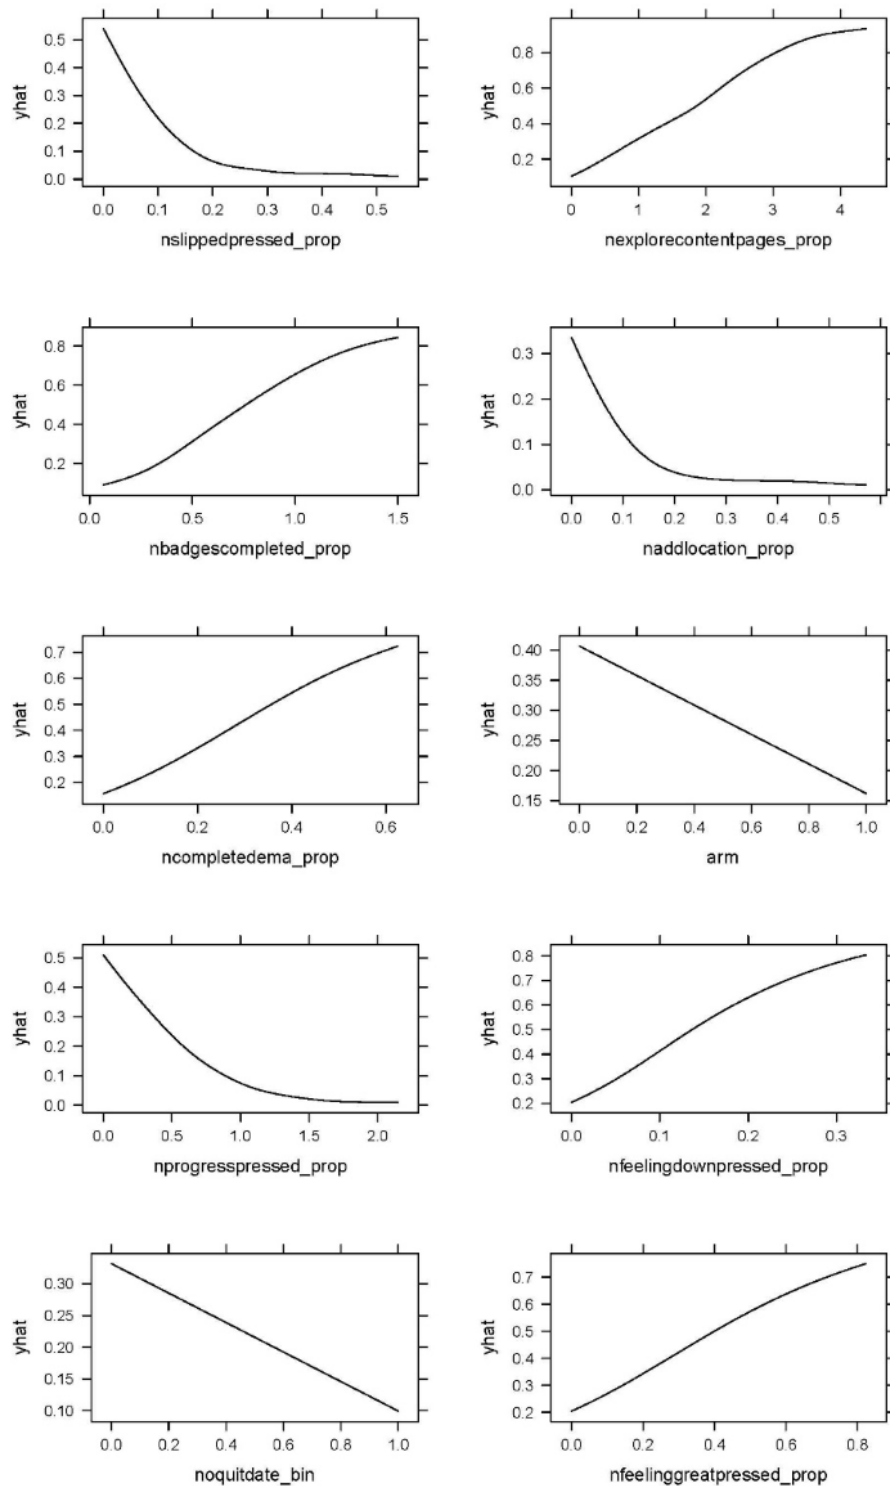 yhat
0.5
0.4
0.3
0.2
0.1
0.0
0.0 0.1 0.2 0.3 0.4 0.5
nslippedpressed_prop
yhat
0.8
0.6
0.4
0.2
0 1 2 3 4
nexplorecontentpages_prop
yhat
0.8
0.6
0.4
0.2
0.0 0.5 1.0 1.5
nbadgescompleted_prop
yhat
0.3
0.2
0.1
0.0
0.0 0.1 0.2 0.3 0.4 0.5
naddlocation_prop
yhat
0.7
0.6
0.5
0.4
0.3
0.2
0.0 0.2 0.4 0.6
ncompletedema_prop
yhat
0.40
0.35
0.30
0.25
0.20
0.15
0.0 0.2 0.4 0.6 0.8 1.0
arm
yhat
0.5
0.4
0.3
0.2
0.1
0.0
0.0 0.5 1.0 1.5 2.0
nprogresspressed_prop
yhat
0.8
0.7
0.6
0.5
0.4
0.3
0.2
0.0 0.1 0.2 0.3
nfeelingdownpressed_prop
yhat
0.30
0.25
0.20
0.15
0.10
0.0 0.2 0.4 0.6 0.8 1.0
noquitdate_bin
yhat
0.7
0.6
0.5
0.4
0.3
0.2
0.0 0.2 0.4 0.6 0.8
nfeelinggreatpressed_prop